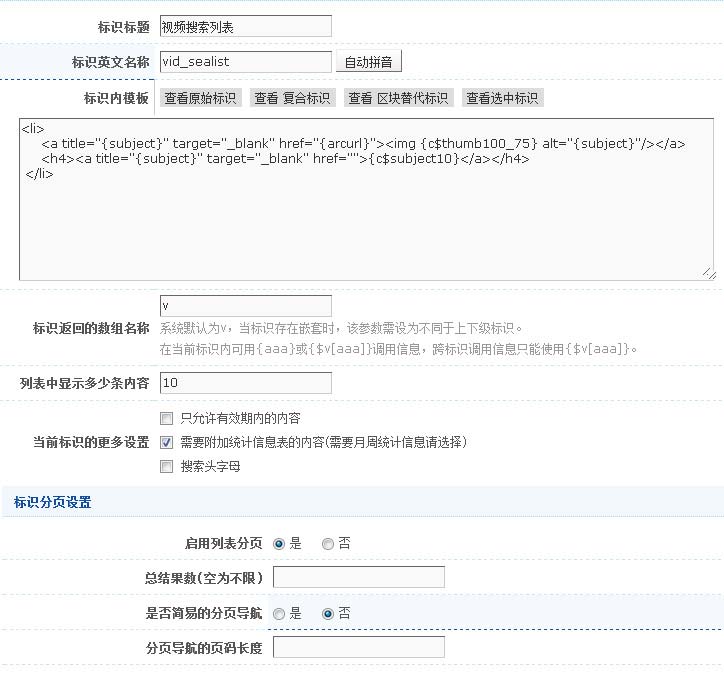 标识标题 视频搜索列表
标识英文名称 vid_sealist 自动拼音
标识内模板 查看原始标识 查看 复合标识 查看 区块替代标识 查看选中标识
<li>
<a title="{subject}" target="_blank" href="{arcurl}"><img {c$thumb100_75} alt="{subject}"/></a>
<h4><a title="{subject}" target="_blank" href="">{c$subject10}</a></h4>
</li>
标识返回的数组名称 v
系统默认为v，当标识存在嵌套时，该参数需设为不同于上下级标识。
在当前标识内可用{aaa}或{$v[aaa]}调用信息，跨标识调用信息只能使用{$v[aaa]}。
列表中显示多少条内容 10
当前标识的更多设置
只允许有效期内的内容
需要附加统计信息表的内容(需要月周统计信息请选择)
搜索头字母
标识分页设置
启用列表分页 是 否
总结果数(空为不限)
是否简易的分页导航 是 否
分页导航的页码长度